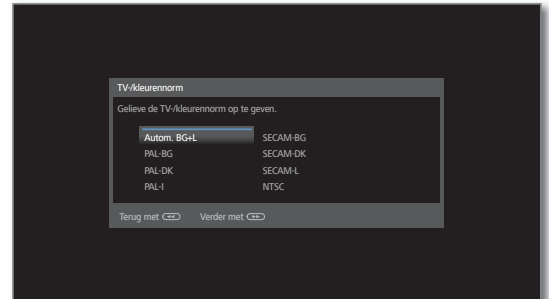 TV-/kleurennorm
Gelieve de TV-/kleurennorm op te geven.
Autom. BG+L SECAM-BG
PAL-BG SECAM-DK
PAL-DK SECAM-L
PAL-I NTSC
Terug met ◀◀ Verder met ▶▶